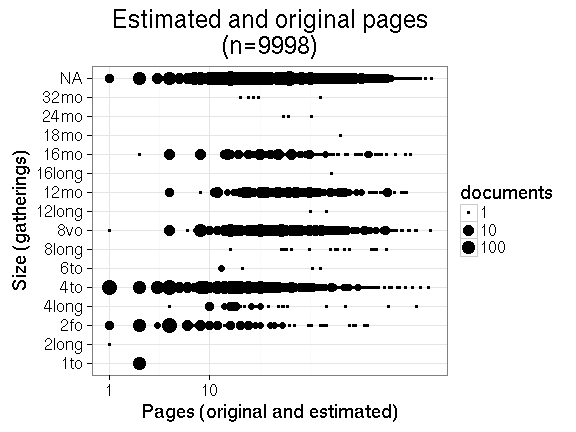 Estimated and original pages
(n=9998)
NA
32mo
24mo
18mo
16mo
16long
12mo
12long
8vo
8long
6to
4to
4long
2fo
2long
1to
Size (gatherings)
1 10
Pages (original and estimated)
documents
1
10
100